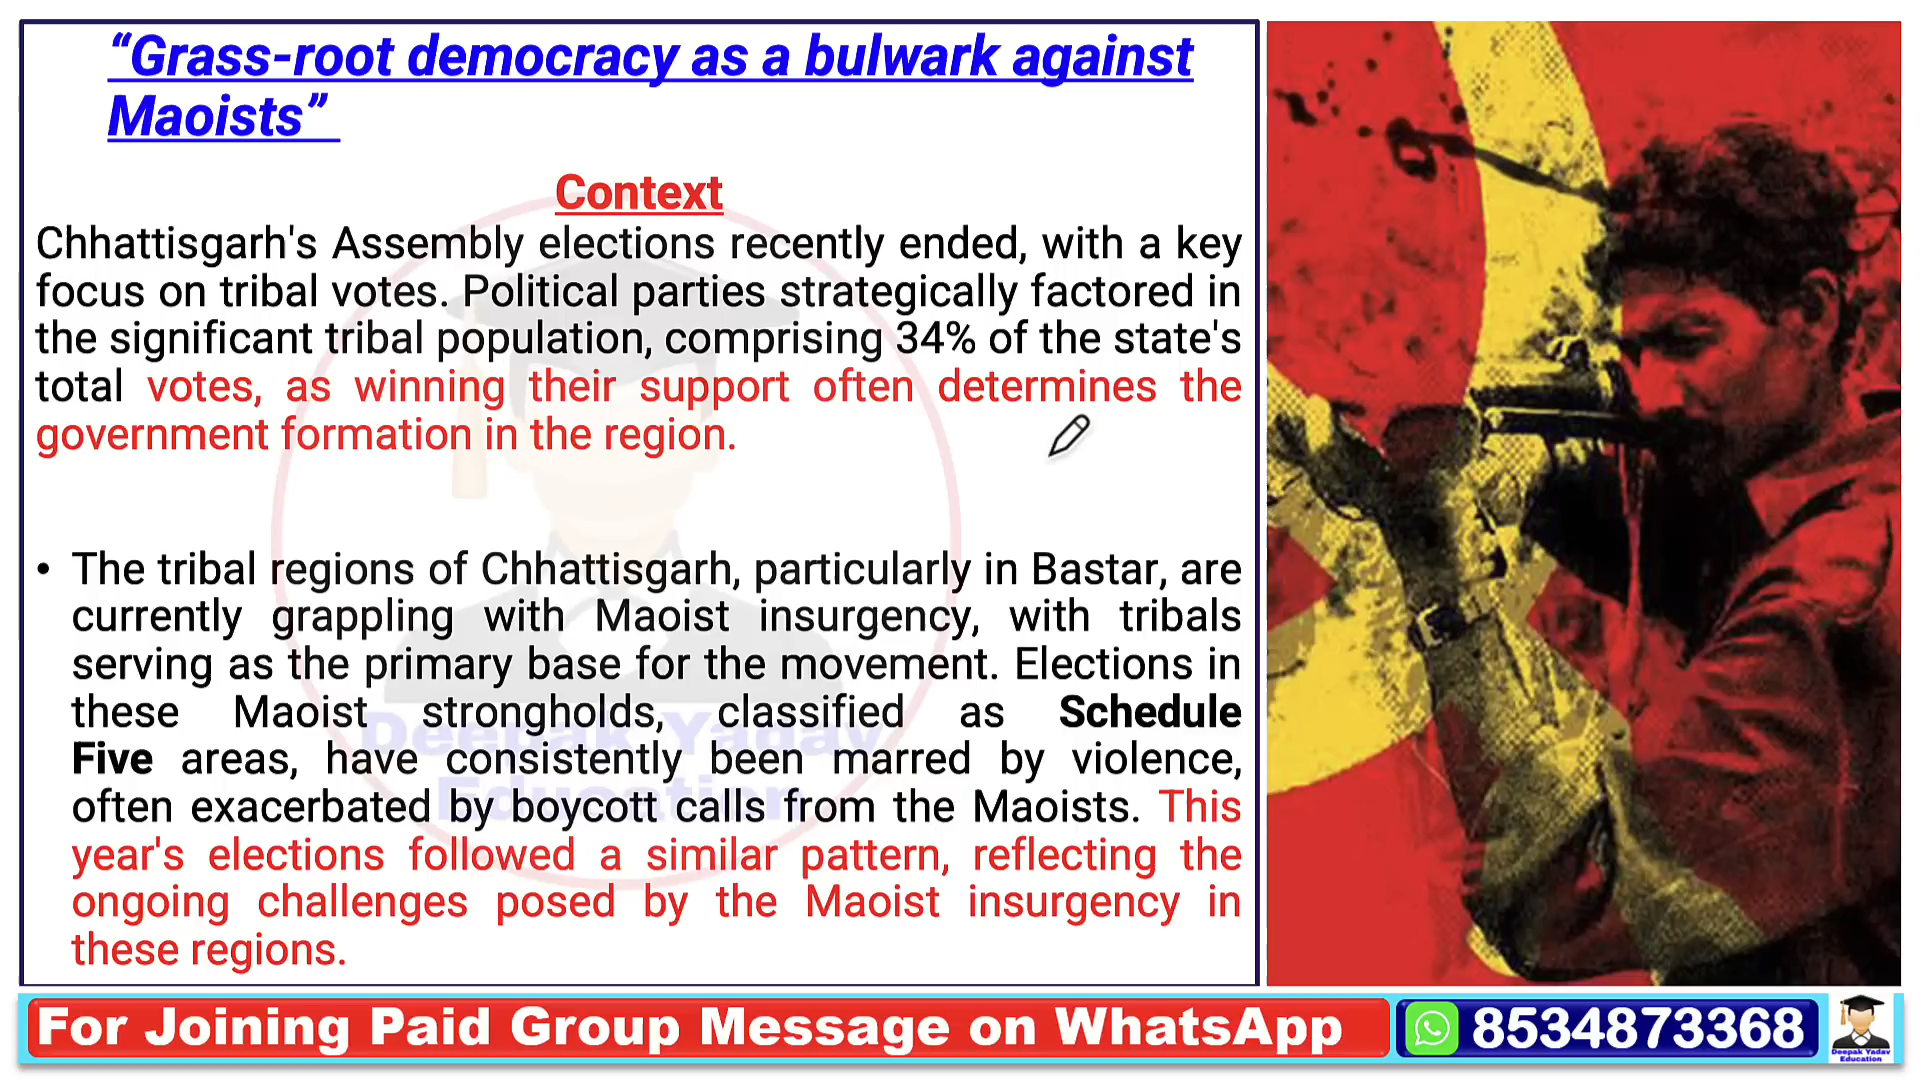 “Grass-root democracy as a bulwark against
Maoists”
Context
Chhattisgarh's Assembly elections recently ended, with a key
focus on tribal votes. Political parties strategically factored in
the significant tribal population, comprising 34% of the state's
total votes, as winning their support often determines the
government formation in the region.
• The tribal regions of Chhattisgarh, particularly in Bastar, are
currently grappling with Maoist insurgency, with tribals
serving as the primary base for the movement. Elections in
these Maoist strongholds, classified as Schedule
Five areas, have consistently been marred by violence,
often exacerbated by boycott calls from the Maoists. This
year's elections followed a similar pattern, reflecting the
ongoing challenges posed by the Maoist insurgency in
these regions.
Deepak Yadav
Education
For Joining Paid Group Message on WhatsApp
8534873368
Deepak Yadav
Education